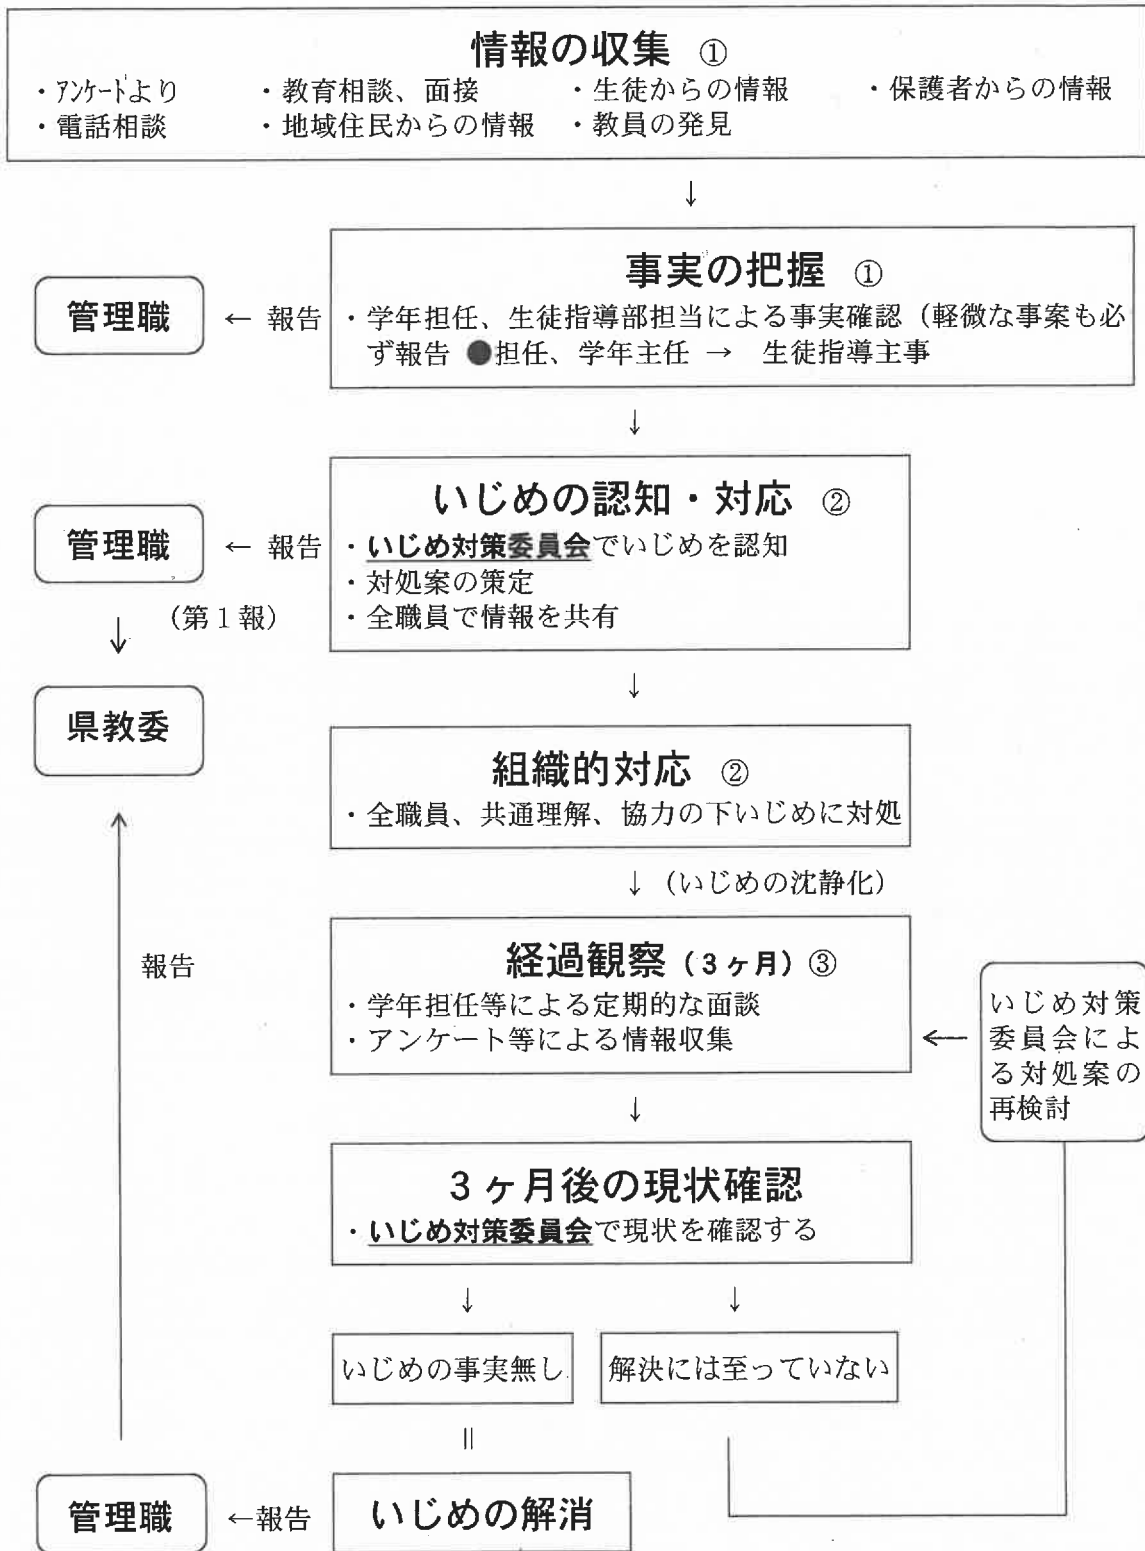 情報の収集 ①
・アンケートより ・教育相談、面接 ・生徒からの情報 ・保護者からの情報
・電話相談 ・地域住民からの情報 ・教員の発見
↓
事実の把握 ①
管理職 ← 報告 ・学年担任、生徒指導部担当による事実確認（軽微な事案も必
ず報告 ●担任、学年主任 → 生徒指導主事
↓
いじめの認知・対応 ②
管理職 ← 報告 ・いじめ対策委員会でいじめを認知
・対処案の策定
↓ （第１報） ・全職員で情報を共有
↓
県教委
組織的対応 ②
・全職員、共通理解、協力の下いじめに対処
↓（いじめの沈静化）
経過観察（３ヶ月）③
報告
・学年担任等による定期的な面談
・アンケート等による情報収集
←
いじめ対策
委員会によ
る対処案の
再検討
↓
３ヶ月後の現状確認
・いじめ対策委員会で現状を確認する
↓ ↓
いじめの事実無し 解決には至っていない
||
管理職 ←報告 いじめの解消